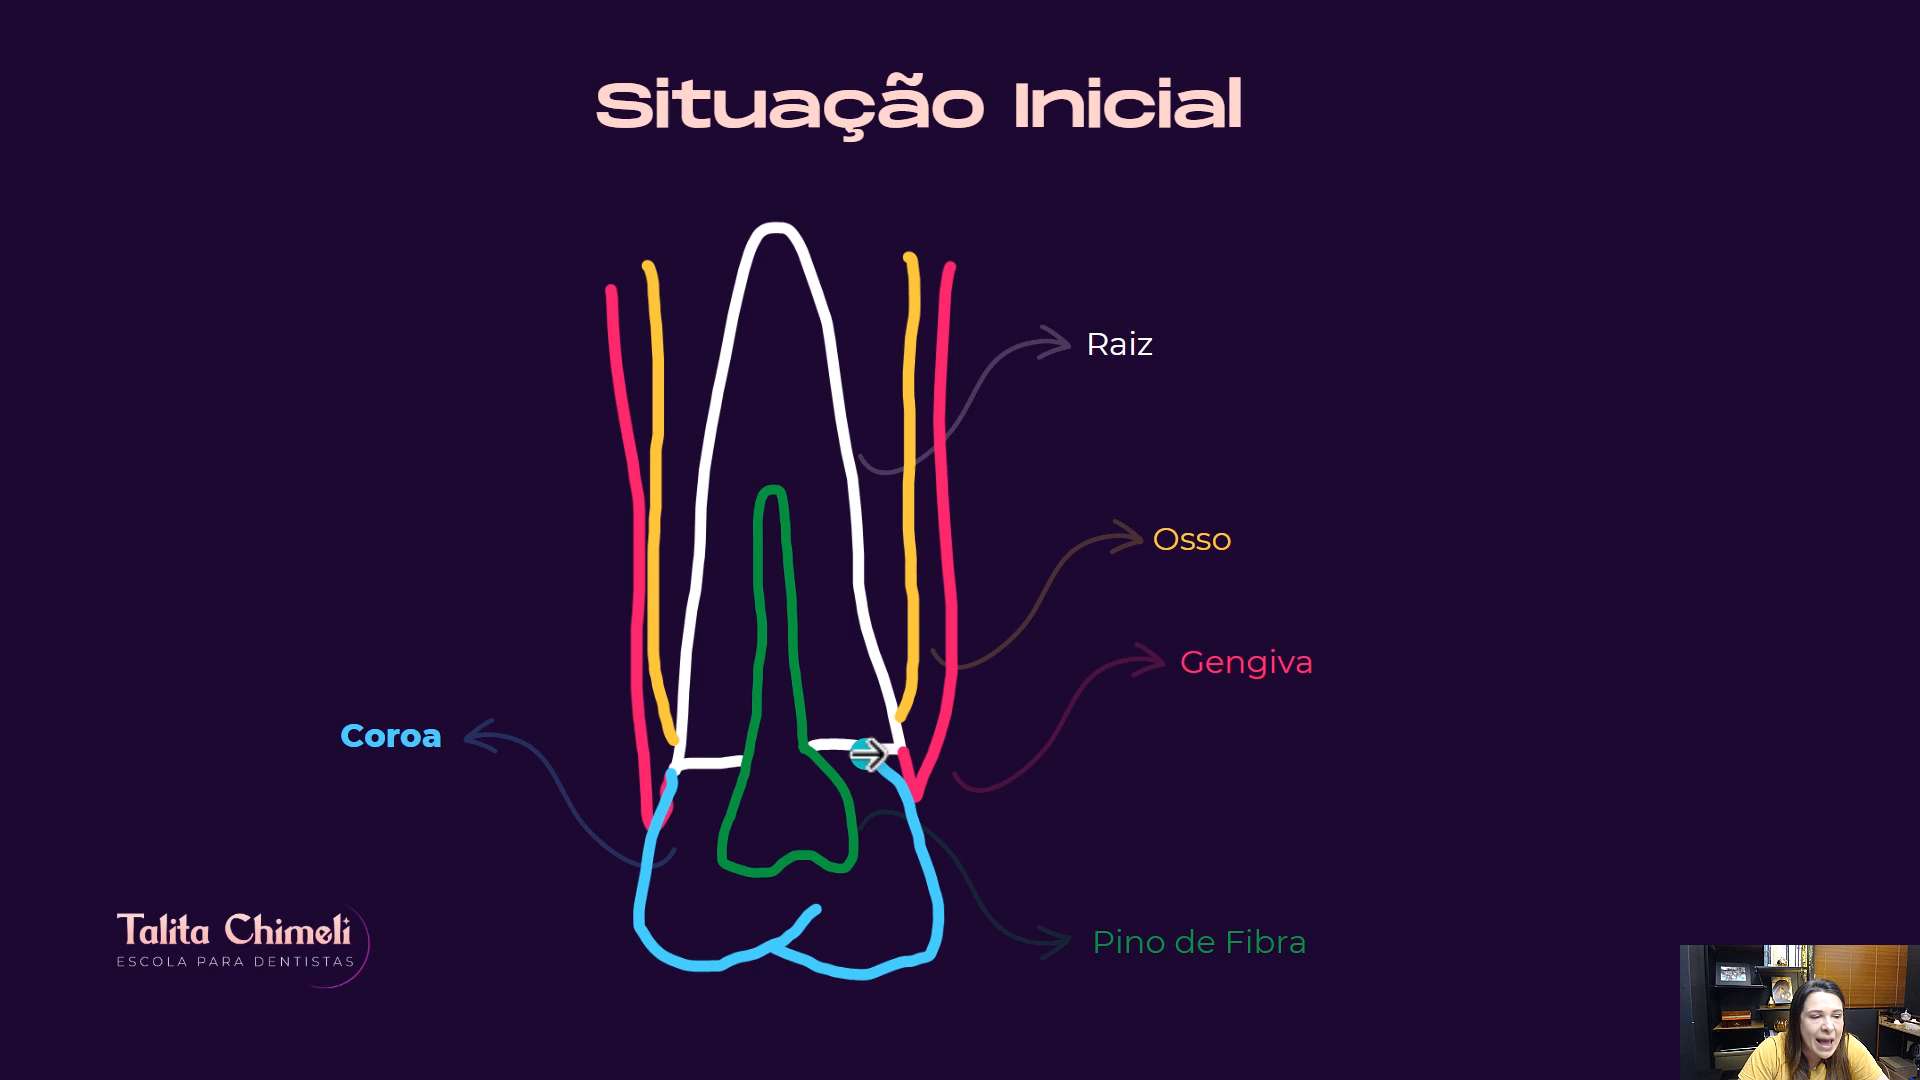 Situação Inicial
Raiz
Osso
Gengiva
Coroa
Pino de Fibra
Talita Chimeli
ESCOLA PARA DENTISTAS